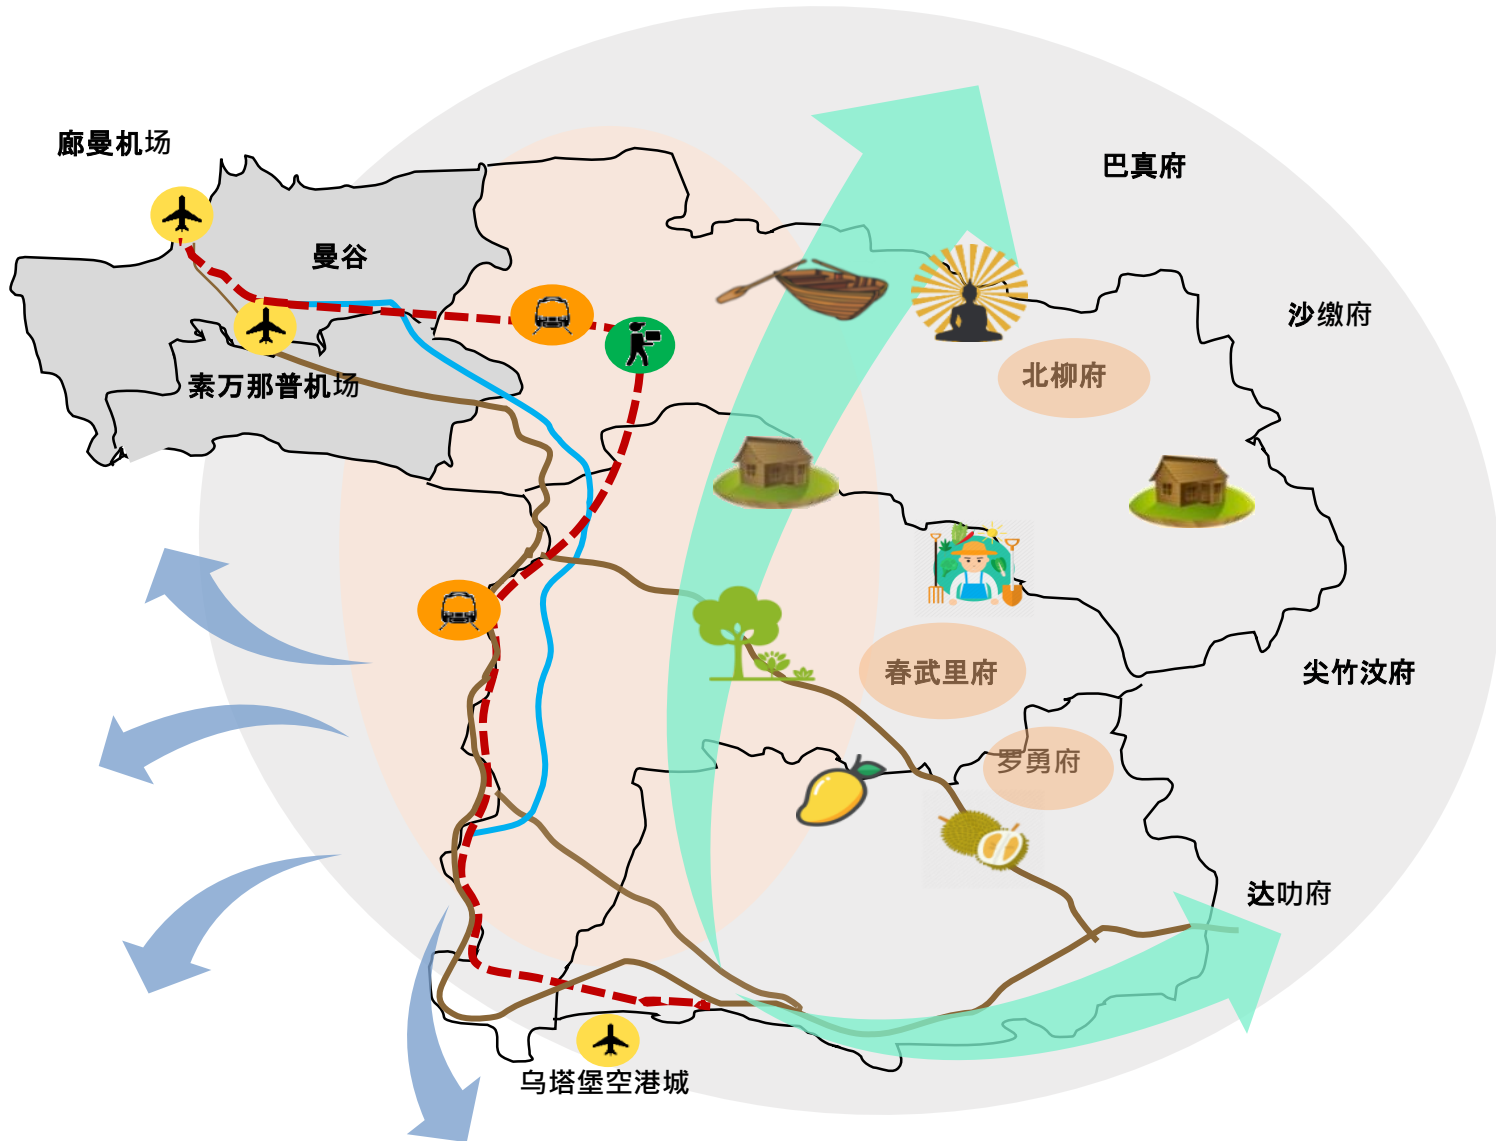 廊曼机场
巴真府
曼谷
沙缴府
北柳府
素万那普机场
春武里府
尖竹汶府
罗勇府
达叻府
乌塔堡空港城